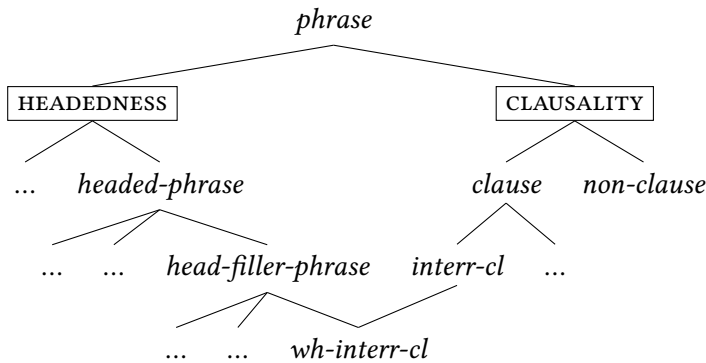 phrase
HEADEDNESS CLAUSALITY
... headed-phrase clause non-clause
... ... head-filler-phrase interr-cl ...
... ... wh-interr-cl